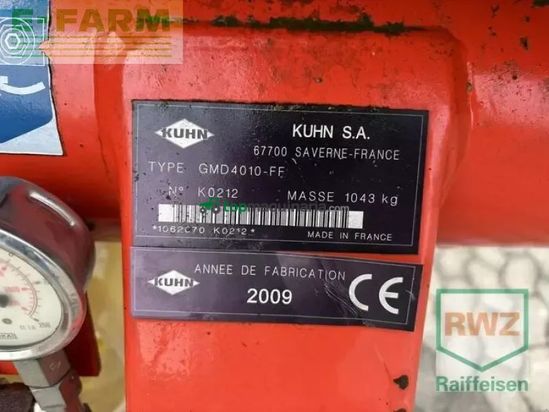 E-FARM
KUHN
KUHN S.A.
67700 SAVERNE-FRANCE
TYPE GMD4010-FF
N° K0212 MASSE 1043 kg
*1062070 K0212*
MADE IN FRANCE
KUHN
ANNEE DE FABRICATION
2009 CE
RWZ
Raiffeisen